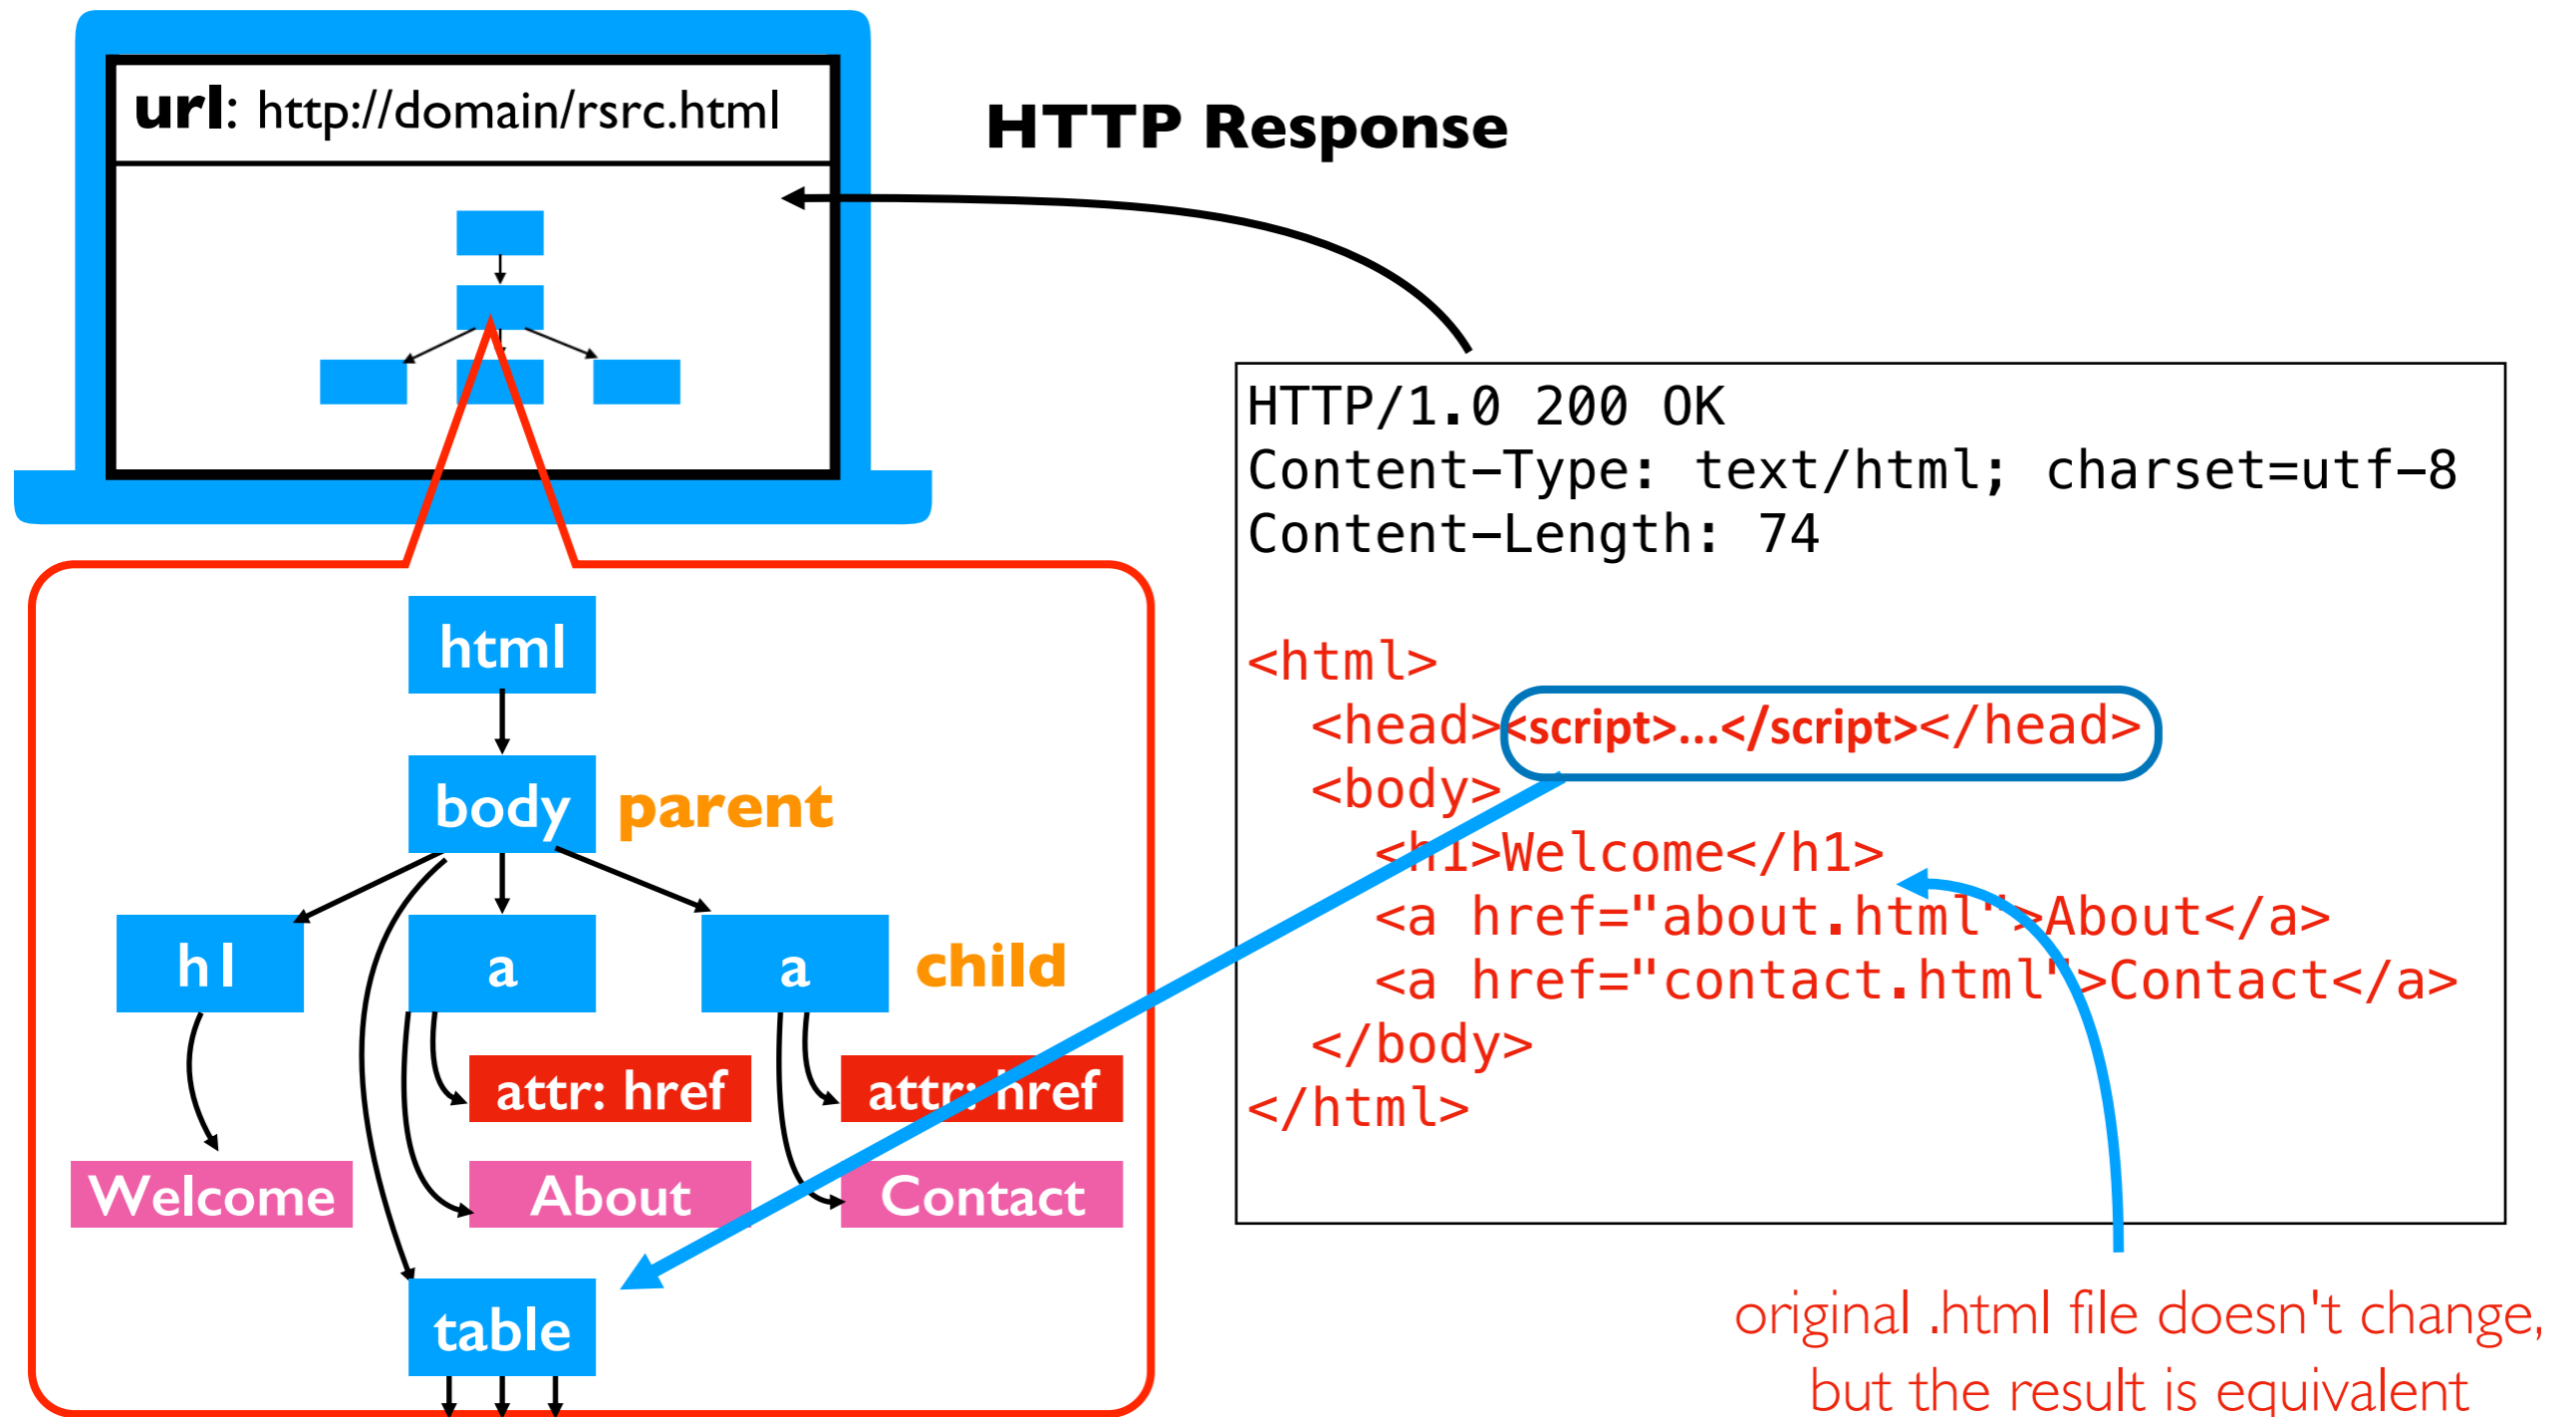 url: http://domain/rsrc.html
HTTP Response
HTTP/1.0 200 OK
Content-Type: text/html; charset=utf-8
Content-Length: 74
<html>
<head><script>...</script></head>
<body>
<h1>Welcome</h1>
<a href="about.html">About</a>
<a href="contact.html">Contact</a>
</body>
</html>
html
body parent
h1 a a child
attr: href attr: href
Welcome About Contact
table
original .html file doesn't change,
but the result is equivalent